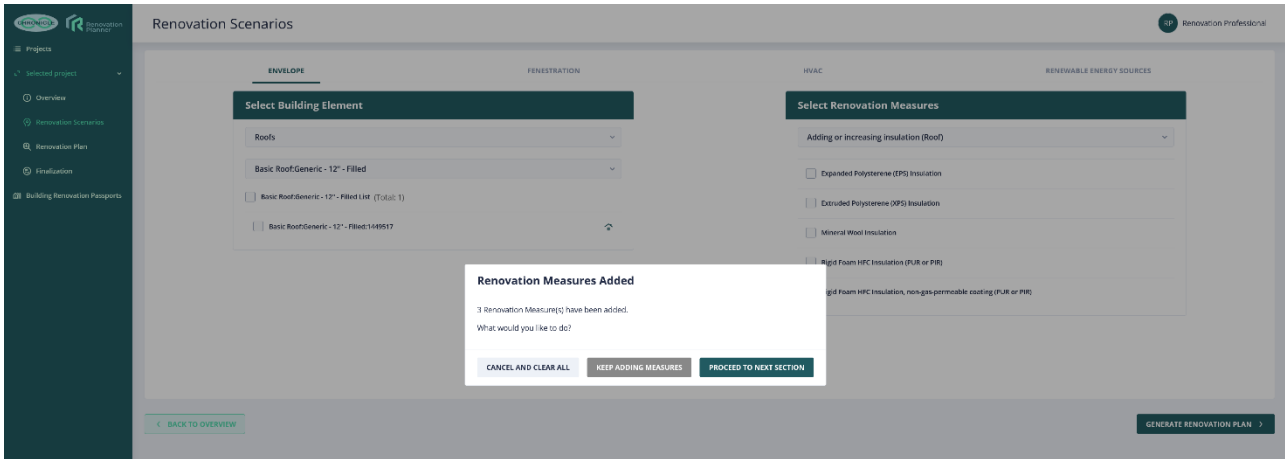 CHRONICLE
Renovation
Planner
Renovation Scenarios
RP
Renovation Professional
Projects
Selected project
Overview
Renovation Scenarios
Renovation Plan
Finalization
Building Renovation Passports
ENVELOPE
FENESTRATION
HVAC
RENEWABLE ENERGY SOURCES
Select Building Element
Roofs
Basic Roof:Generic - 12" - Filled
Basic Roof:Generic - 12" - Filled List (Total: 1)
Basic Roof:Generic - 12" - Filled:1449517
Select Renovation Measures
Adding or increasing insulation (Roof)
Expanded Polysterene (EPS) Insulation
Extruded Polysterene (XPS) Insulation
Mineral Wool Insulation
Rigid Foam HFC Insulation (PUR or PIR)
igid Foam HFC Insulation, non-gas-permeable coating (PUR or PIR)
Renovation Measures Added
3 Renovation Measure(s) have been added.
What would you like to do?
CANCEL AND CLEAR ALL
KEEP ADDING MEASURES
PROCEED TO NEXT SECTION
BACK TO OVERVIEW
GENERATE RENOVATION PLAN